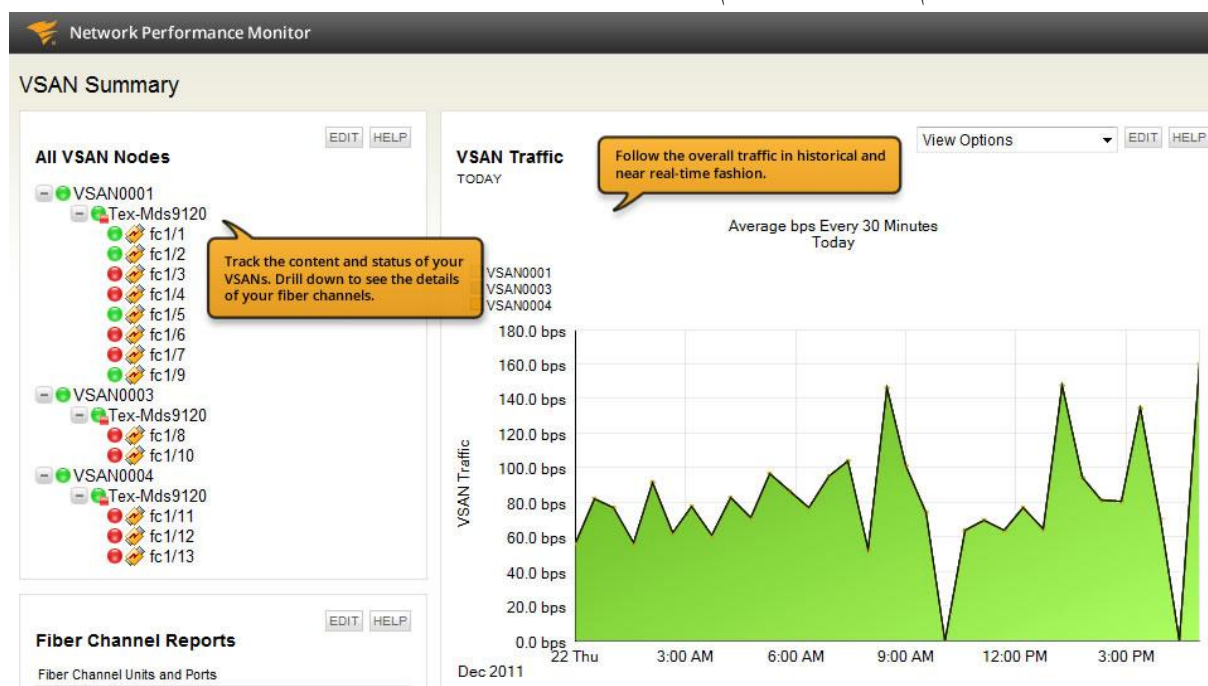 Network Performance Monitor
VSAN Summary
EDIT HELP
All VSAN Nodes
VSAN0001
Tex-Mds9120
fc1/1
fc1/2
fc1/3
fc1/4
fc1/5
fc1/6
fc1/7
fc1/9
VSAN0003
Tex-Mds9120
fc1/8
fc1/10
VSAN0004
Tex-Mds9120
fc1/11
fc1/12
fc1/13
Track the content and status of your
VSANs. Drill down to see the details
of your fiber channels.
EDIT HELP
Fiber Channel Reports
Fiber Channel Units and Ports
View Options EDIT HELP
VSAN Traffic
TODAY
Follow the overall traffic in historical and
near real-time fashion.
Average bps Every 30 Minutes
Today
VSAN0001
VSAN0003
VSAN0004
VSAN Traffic
180.0 bps
160.0 bps
140.0 bps
120.0 bps
100.0 bps
80.0 bps
60.0 bps
40.0 bps
20.0 bps
0.0 bps
22 Thu 3:00 AM 6:00 AM 9:00 AM 12:00 PM 3:00 PM
Dec 2011